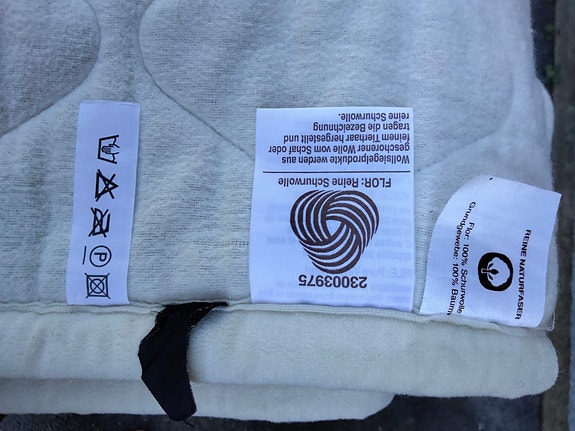 Ⓟ
23003975
FLOR: Reine Schurwolle
Wollsiegelprodukte werden aus
geschorener Wolle vom Schaf oder
feinem Tierhaar hergestellt und
tragen die Bezeichnung
reine Schurwolle.
REINE NATURFASER
Flor: 100% Schurwolle
Grundgewebe: 100% Baum